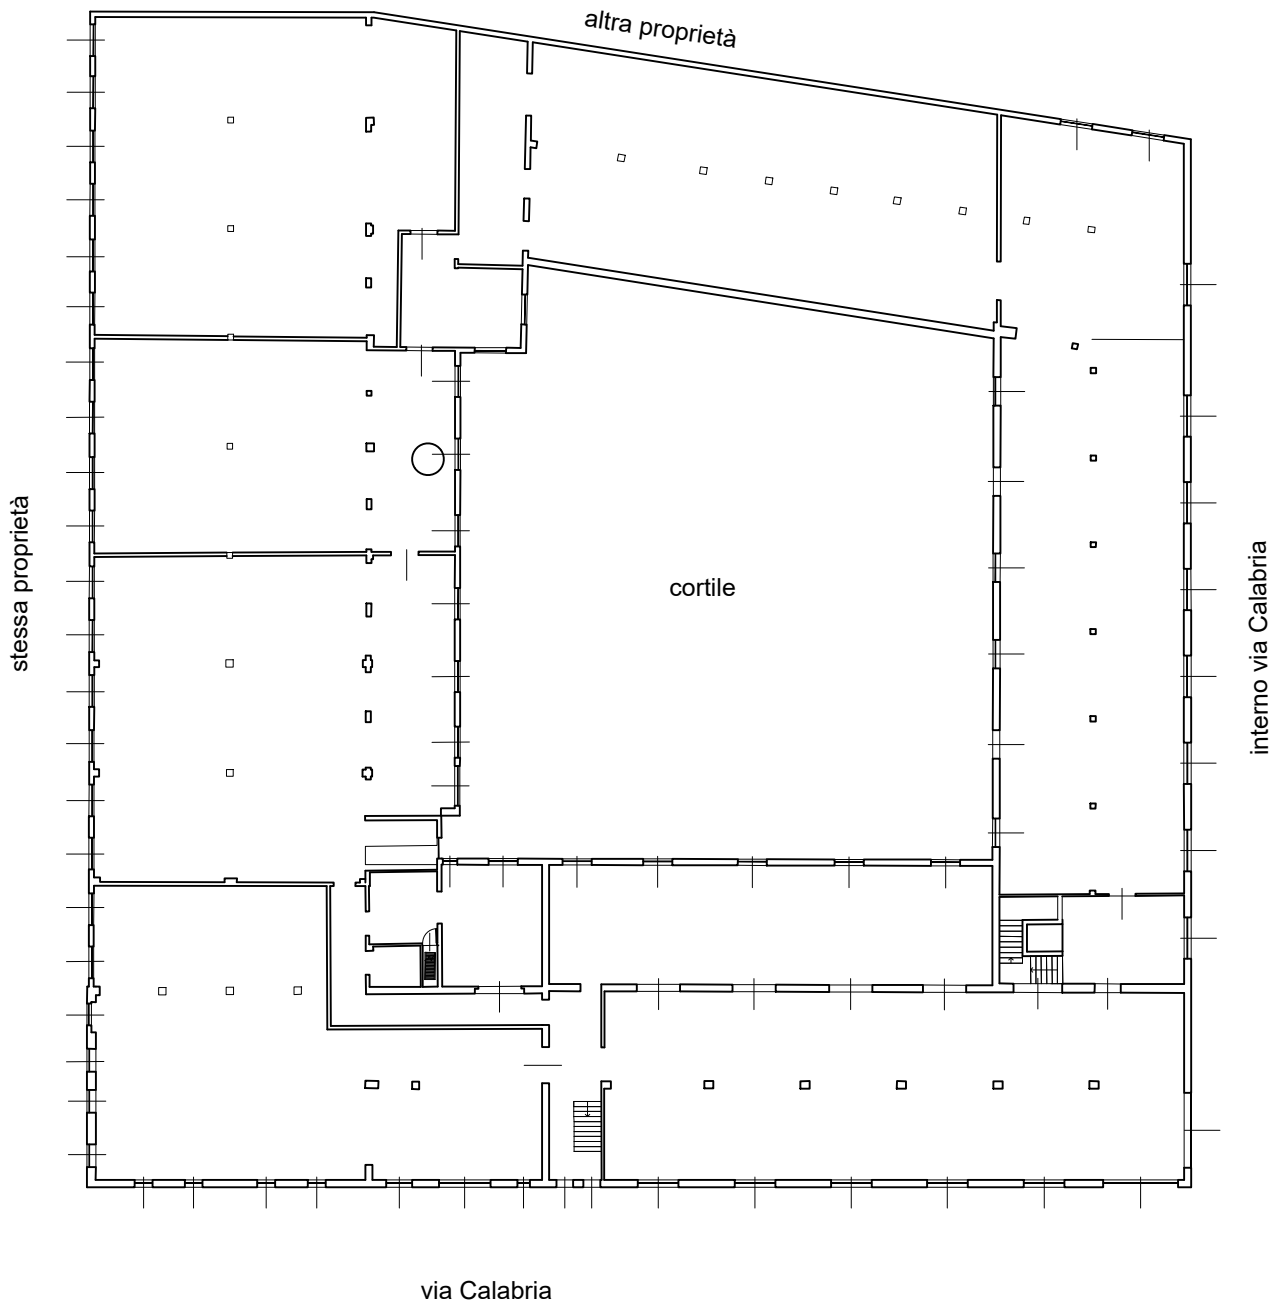 altra proprietà
stessa proprietà
cortile
interno via Calabria
via Calabria